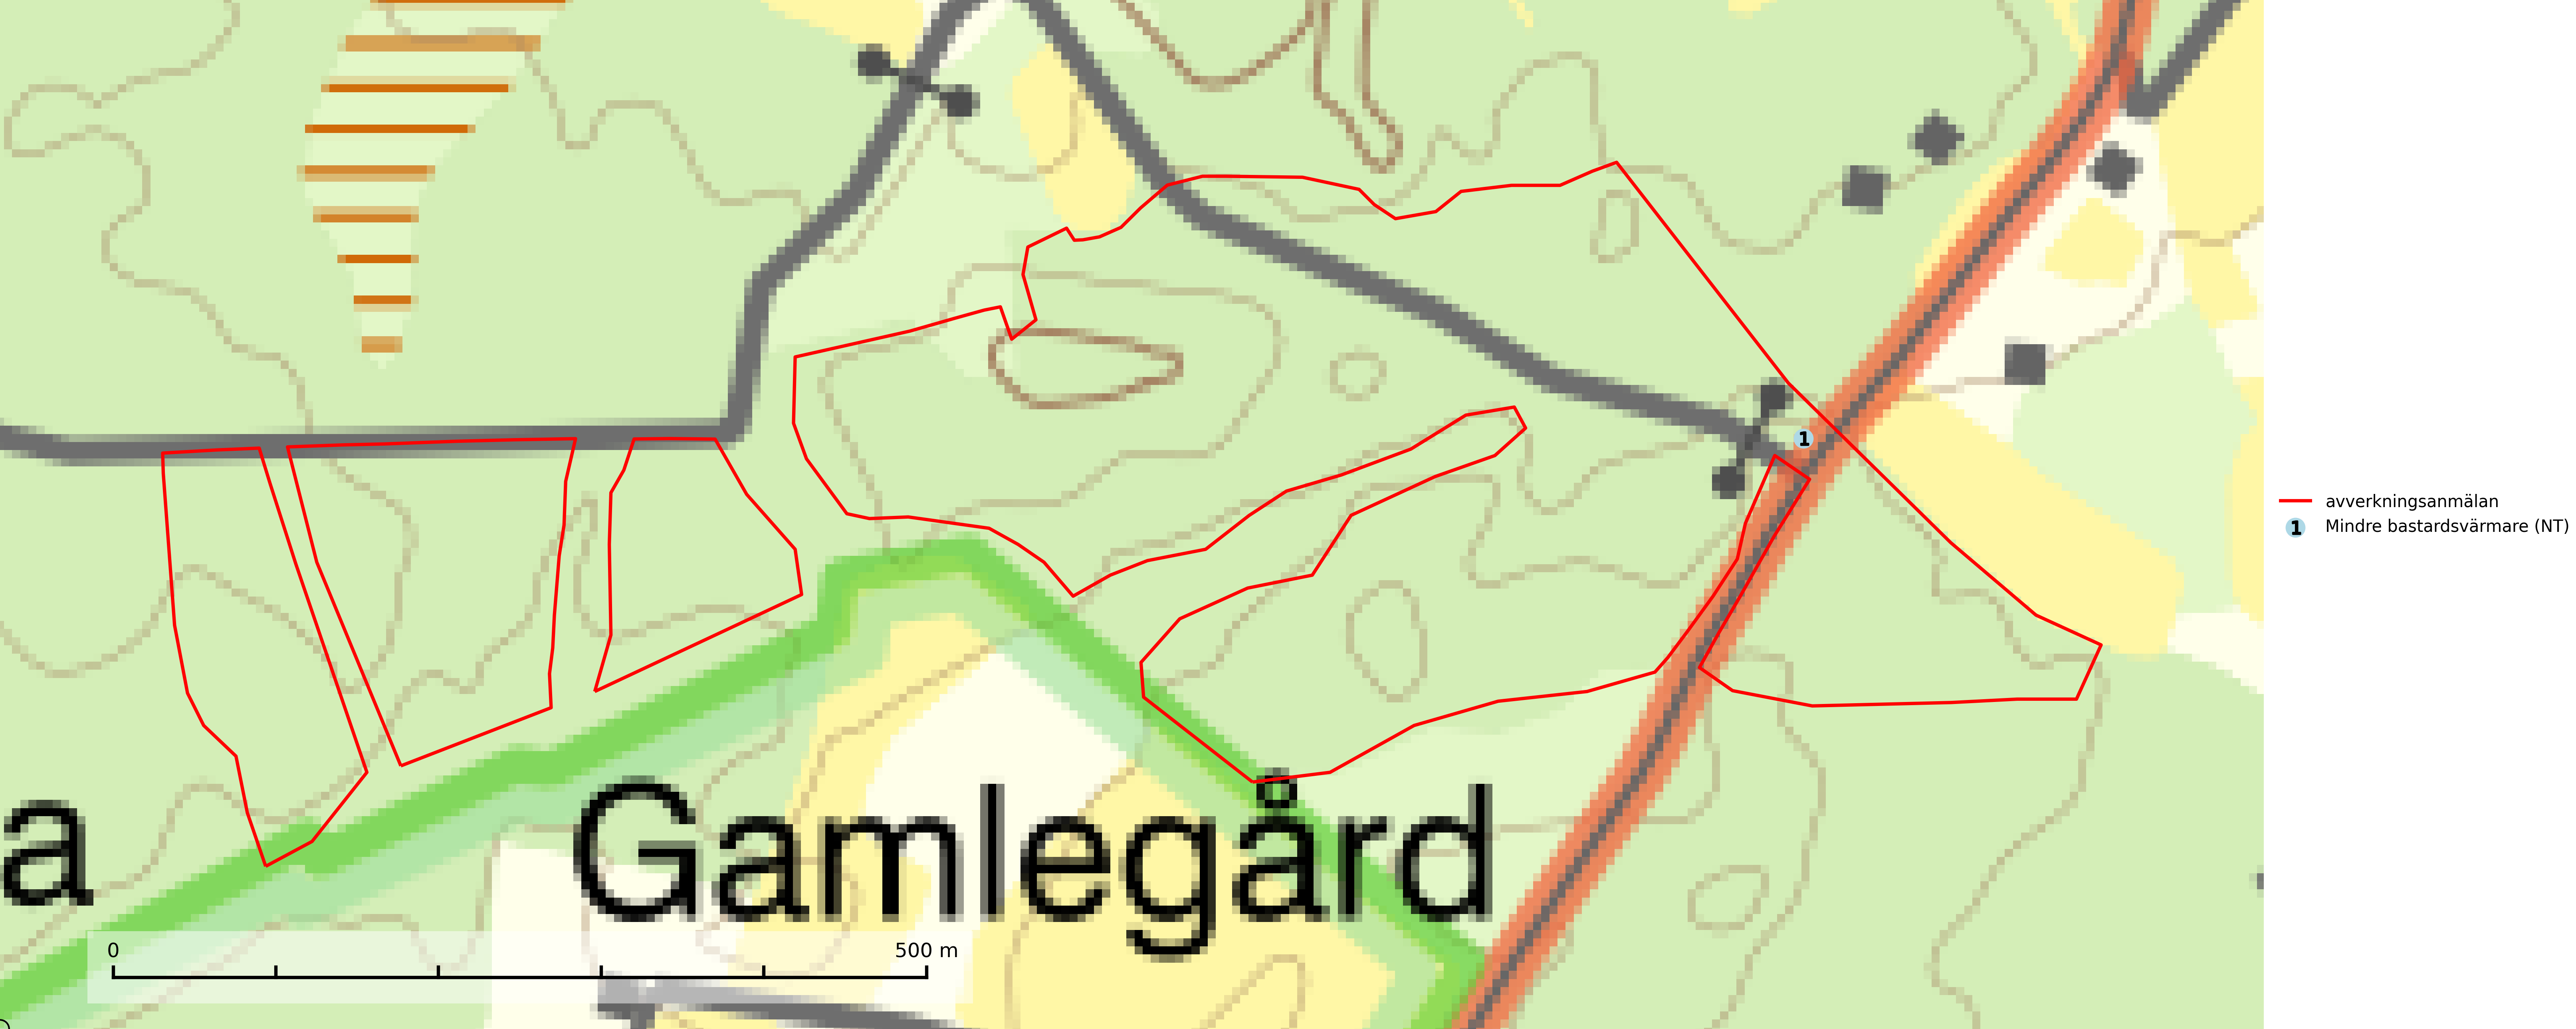 1
avverkningsanmälan
1 Mindre bastardsvärmare (NT)
a
Gamlegård
0 500 m